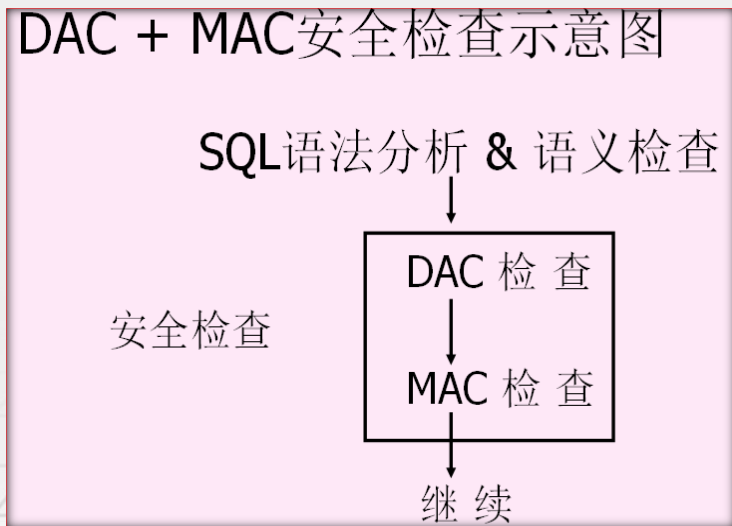 DAC + MAC安全检查示意图
SQL语法分析 & 语义检查
DAC 检 查
安全检查
MAC 检 查
继 续